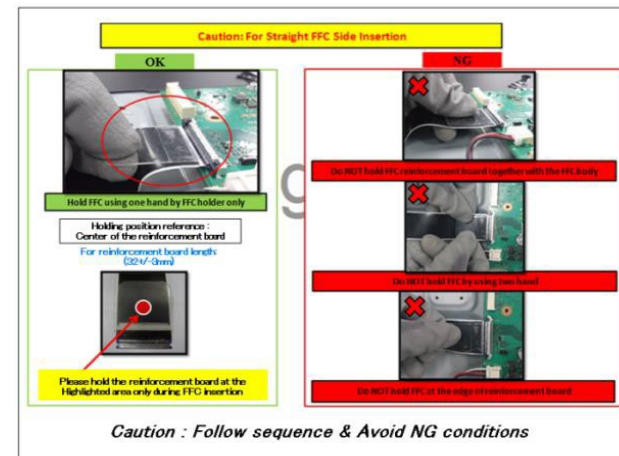 Caution: For Straight FFC Side Insertion
OK
Hold FFC using one hand by FFC holder only
Holding position reference :
Center of the reinforcement board
For reinforcement board length:
(32+/-3mm)
Please hold the reinforcement board at the
Highlighted area only during FFC insertion
NG
Do NOT hold FFC reinforcement board together with the FFC body
Do NOT hold FFC by using two hand
Do NOT hold FFC at the edge of reinforcement board
Caution : Follow sequence & Avoid NG conditions